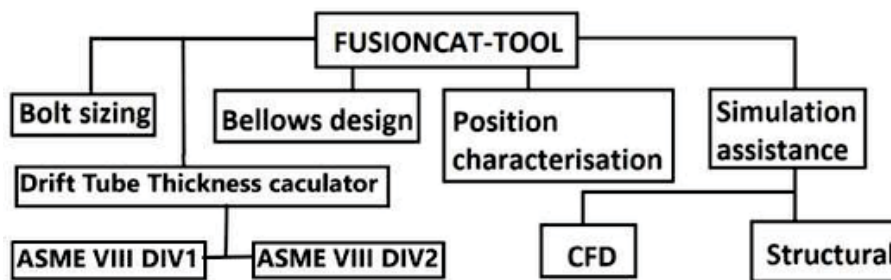 FUSIONCAT-TOOL
Bolt sizing
Bellows design
Position
characterisation
Simulation
assistance
Drift Tube Thickness caculator
ASME VIII DIV1
ASME VIII DIV2
CFD
Structural